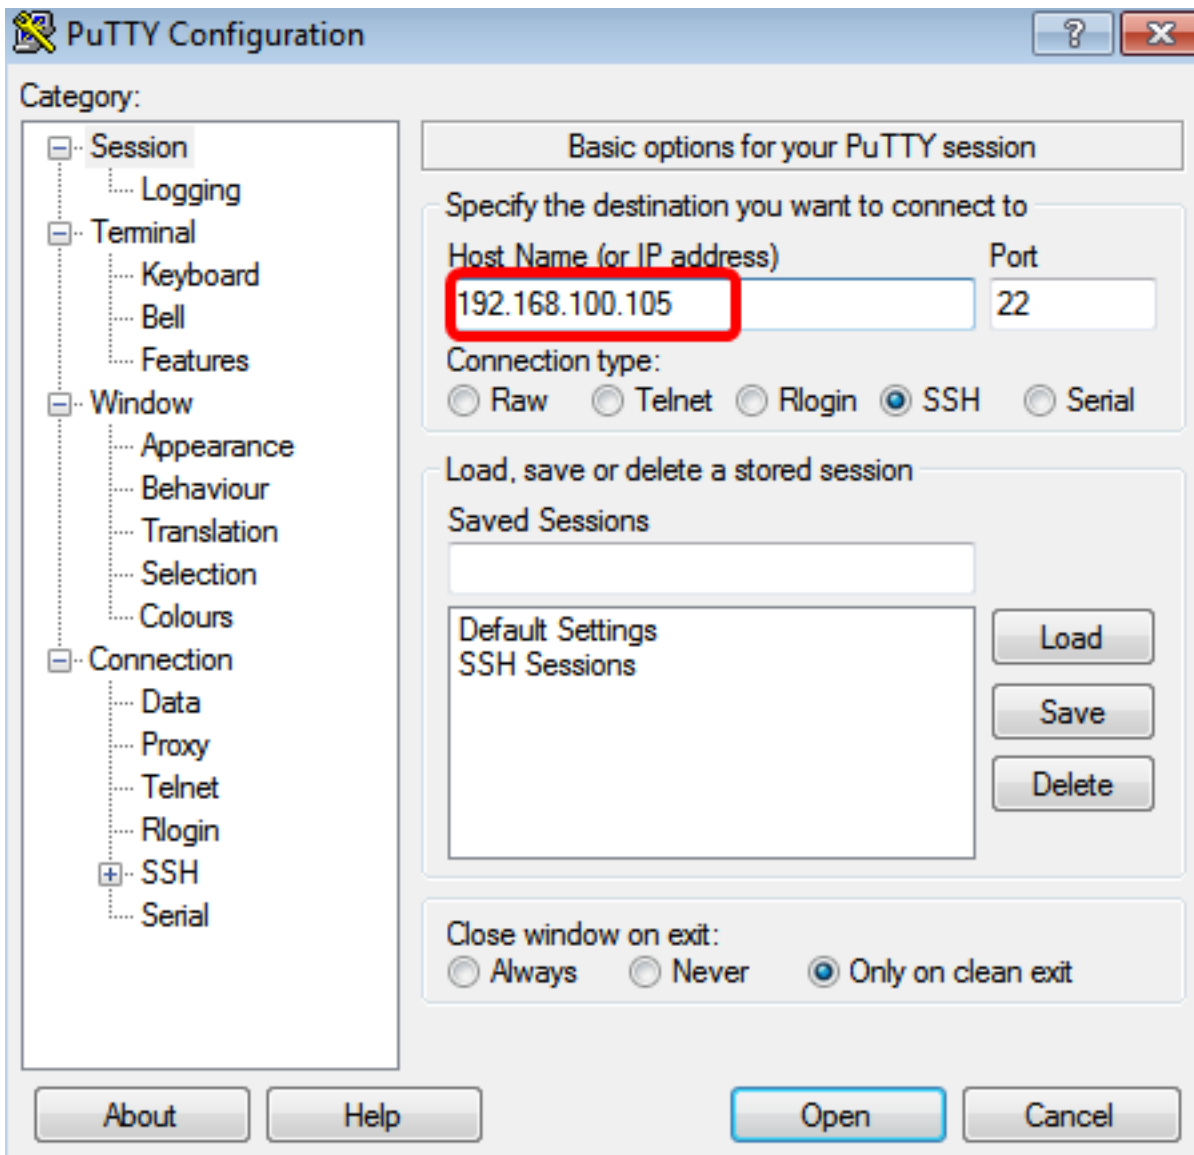 PuTTY Configuration
Category:
Session
Logging
Terminal
Keyboard
Bell
Features
Window
Appearance
Behaviour
Translation
Selection
Colours
Connection
Data
Proxy
Telnet
Rlogin
SSH
Serial
Basic options for your PuTTY session
Specify the destination you want to connect to
Host Name (or IP address) Port
192.168.100.105 22
Connection type:
Raw Telnet Rlogin SSH Serial
Load, save or delete a stored session
Saved Sessions
Default Settings
SSH Sessions
Load
Save
Delete
Close window on exit:
Always Never Only on clean exit
About Help Open Cancel